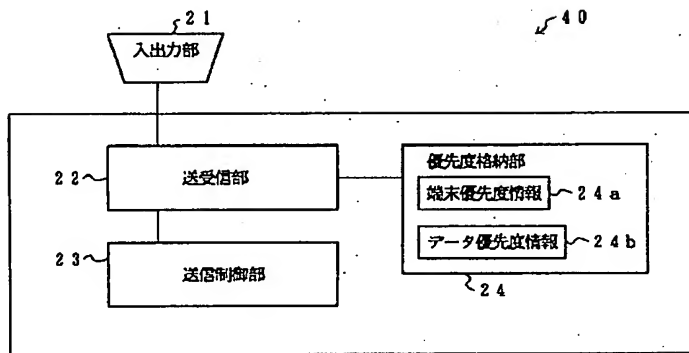 21
40
入出力部
22
送受信部
優先度格納部
端末優先度情報
24a
データ優先度情報
24b
23
送信制御部
24